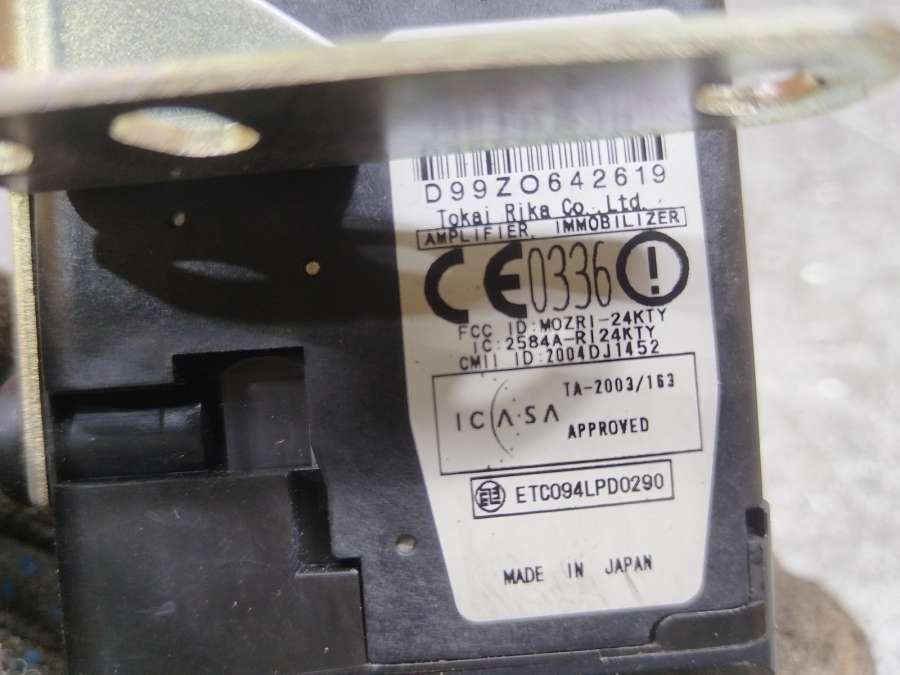 D99Z0642619
Tokai Rika Co., Ltd.
AMPLIFIER, IMMOBILIZER
CE0336
FCC ID:MOZRI-24KTY
IC:2584A-RI24KTY
CMII ID:2004DJ1452
TA-2003/163
ICASA
APPROVED
ETC094LPD0290
MADE IN JAPAN